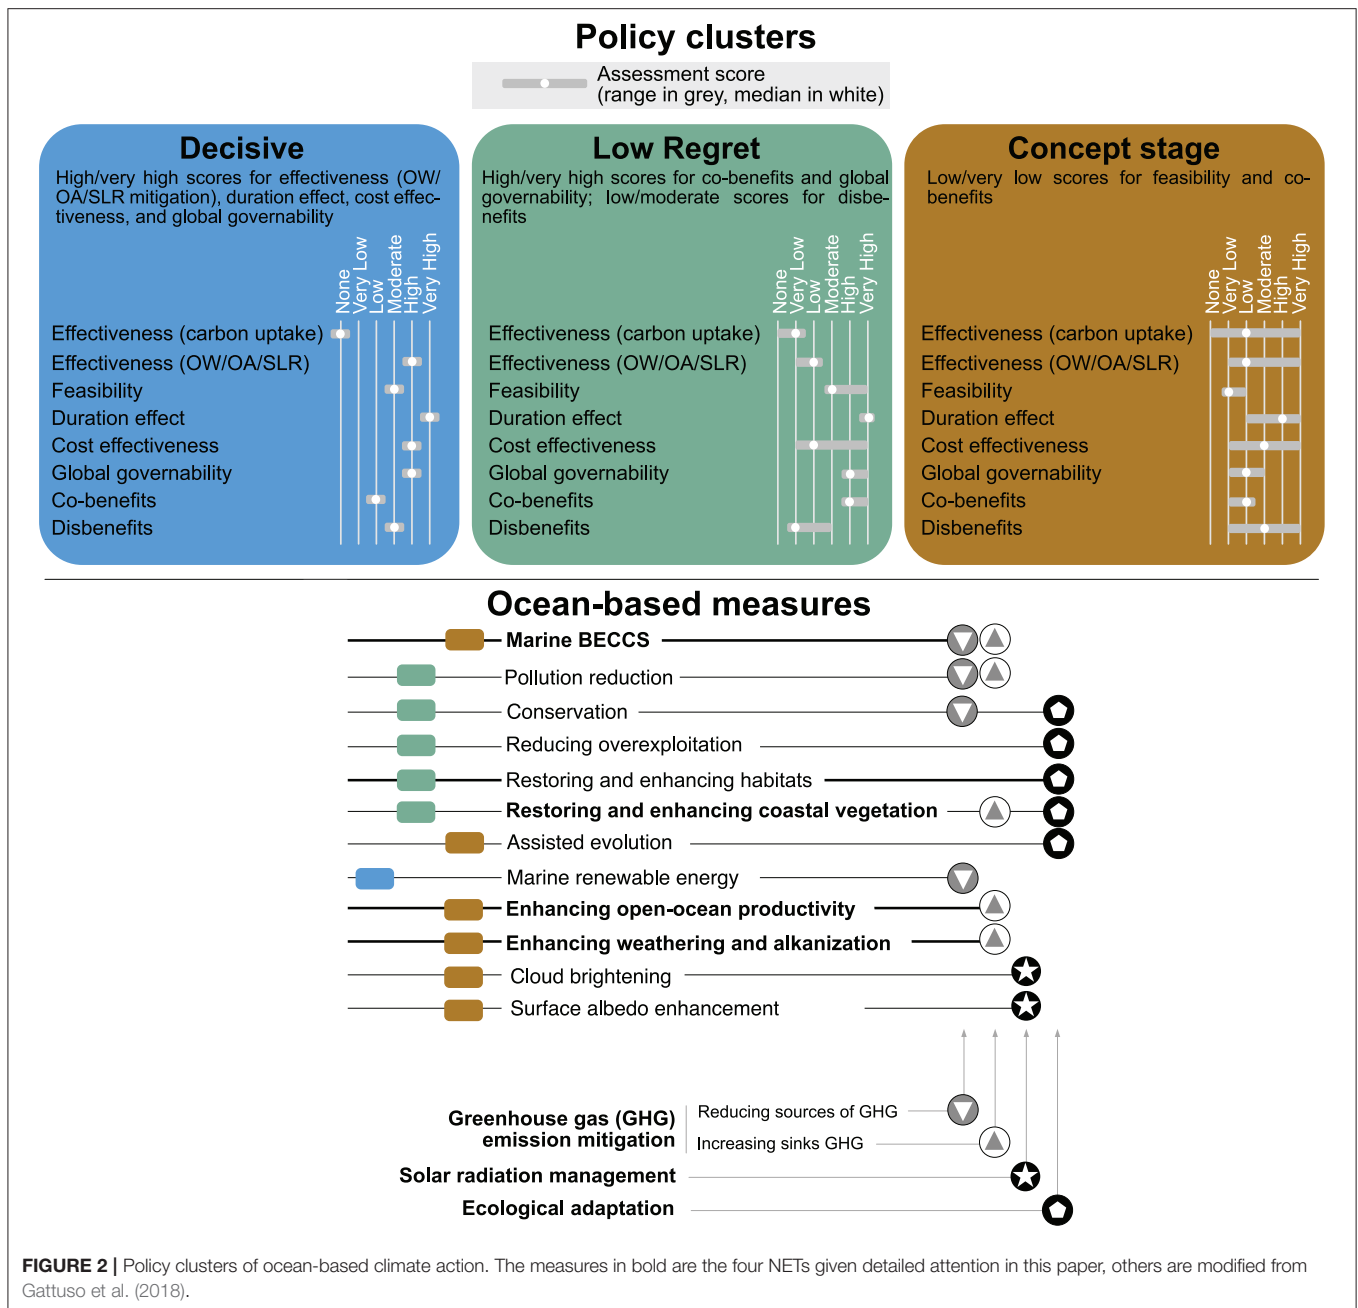 Policy clusters
Assessment score
(range in grey, median in white)
Decisive
High/very high scores for effectiveness (OW/
OA/SLR mitigation), duration effect, cost effec-
tiveness, and global governability
None
Very Low
Low
Moderate
High
Very High
Effectiveness (carbon uptake)
Effectiveness (OW/OA/SLR)
Feasibility
Duration effect
Cost effectiveness
Global governability
Co-benefits
Disbenefits
Low Regret
High/very high scores for co-benefits and global
governability; low/moderate scores for disbe-
nefits
None
Very Low
Low
Moderate
High
Very High
Effectiveness (carbon uptake)
Effectiveness (OW/OA/SLR)
Feasibility
Duration effect
Cost effectiveness
Global governability
Co-benefits
Disbenefits
Concept stage
Low/very low scores for feasibility and co-
benefits
None
Very Low
Low
Moderate
High
Very High
Effectiveness (carbon uptake)
Effectiveness (OW/OA/SLR)
Feasibility
Duration effect
Cost effectiveness
Global governability
Co-benefits
Disbenefits
Ocean-based measures
Marine BECCS
Pollution reduction
Conservation
Reducing overexploitation
Restoring and enhancing habitats
Restoring and enhancing coastal vegetation
Assisted evolution
Marine renewable energy
Enhancing open-ocean productivity
Enhancing weathering and alkanization
Cloud brightening
Surface albedo enhancement
Greenhouse gas (GHG)
emission mitigation
Reducing sources of GHG
Increasing sinks GHG
Solar radiation management
Ecological adaptation
FIGURE 2 | Policy clusters of ocean-based climate action. The measures in bold are the four NETs given detailed attention in this paper, others are modified from
Gattuso et al. (2018).